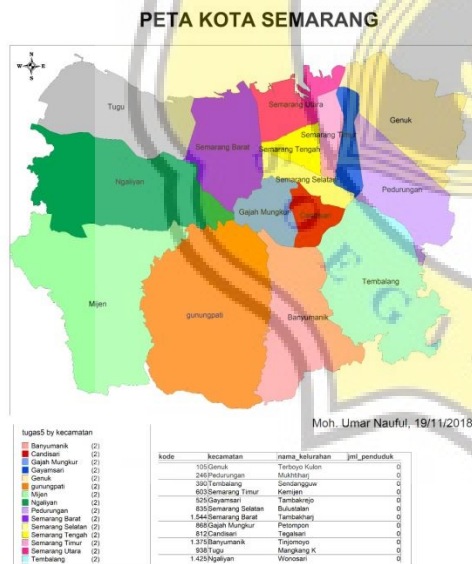 PETA KOTA SEMARANG
N
W E
S
Tugu
Semarang Utara
Genuk
Semarang Timur
Semarang Barat
Semarang Tengah
Ngaliyan
Semarang Selatan
Pedurungan
Gajah Mungkur
Candisari
Tembalang
Mijen
gunungpati
Banyumanik
Moh. Umar Nauful, 19/11/2018
tugas5 by kecamatan
Banyumanik (2)
Candisari (2)
Gajah Mungkur (2)
Gayamsari (2)
Genuk (2)
gunungpati (2)
Mijen (2)
Ngaliyan (2)
Pedurungan (2)
Semarang Barat (2)
Semarang Selatan (2)
Semarang Tengah (2)
Semarang Timur (2)
Semarang Utara (2)
Tembalang (2)
kode kecamatan nama_kelurahan jml_penduduk
105 Genuk Terboyo Kulon 0
246 Pedurungan Mukhtiharj 0
390 Tembalang Sendangguw 0
603 Semarang Timur Kemijen 0
525 Gayamsari Tambakrejo 0
835 Semarang Selatan Bulustalan 0
1.544 Semarang Barat Tambakharj 0
868 Gajah Mungkur Petompon 0
812 Candisari Tegalsari 0
1.375 Banyumanik Tinjomoyo 0
938 Tugu Mangkang K 0
1.425 Ngaliyan Wonosari 0